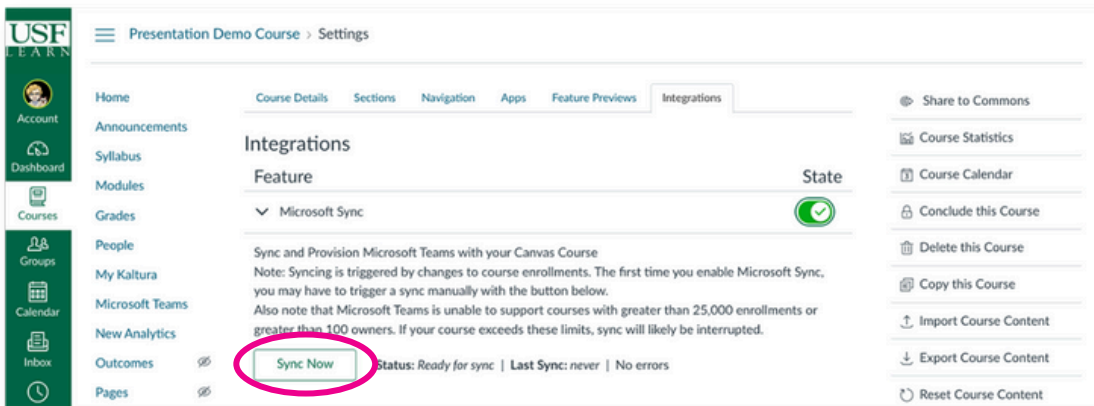 USF
LEARN
Account
Dashboard
Courses
Groups
Calendar
Inbox
Presentation Demo Course › Settings
Home
Announcements
Syllabus
Modules
Grades
People
My Kaltura
Microsoft Teams
New Analytics
Outcomes
Pages
Course Details Sections Navigation Apps Feature Previews Integrations
Integrations
Feature State
Microsoft Sync
Sync and Provision Microsoft Teams with your Canvas Course
Note: Syncing is triggered by changes to course enrollments. The first time you enable Microsoft Sync,
you may have to trigger a sync manually with the button below.
Also note that Microsoft Teams is unable to support courses with greater than 25,000 enrollments or
greater than 100 owners. If your course exceeds these limits, sync will likely be interrupted.
Sync Now Status: Ready for sync | Last Sync: never | No errors
Share to Commons
Course Statistics
Course Calendar
Conclude this Course
Delete this Course
Copy this Course
Import Course Content
Export Course Content
Reset Course Content